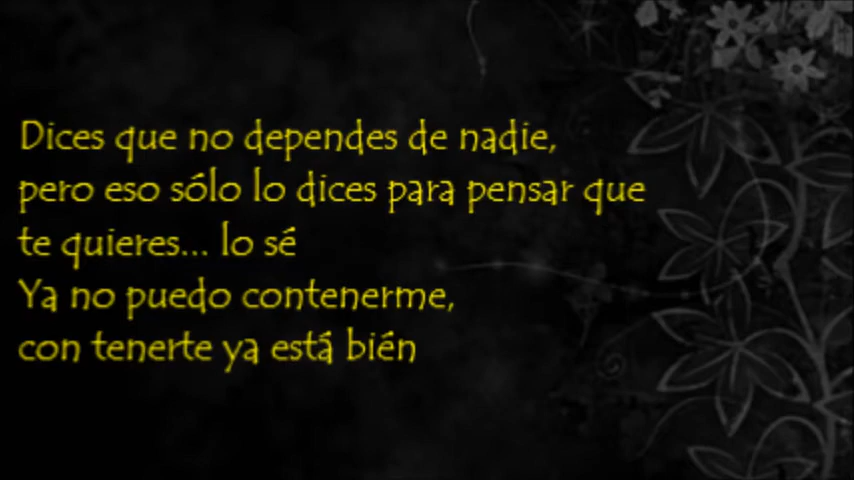 Dices que no dependes de nadie,
pero eso sólo lo dices para pensar que
te quieres... lo sé
Ya no puedo contenerme,
con tenerte ya está bién